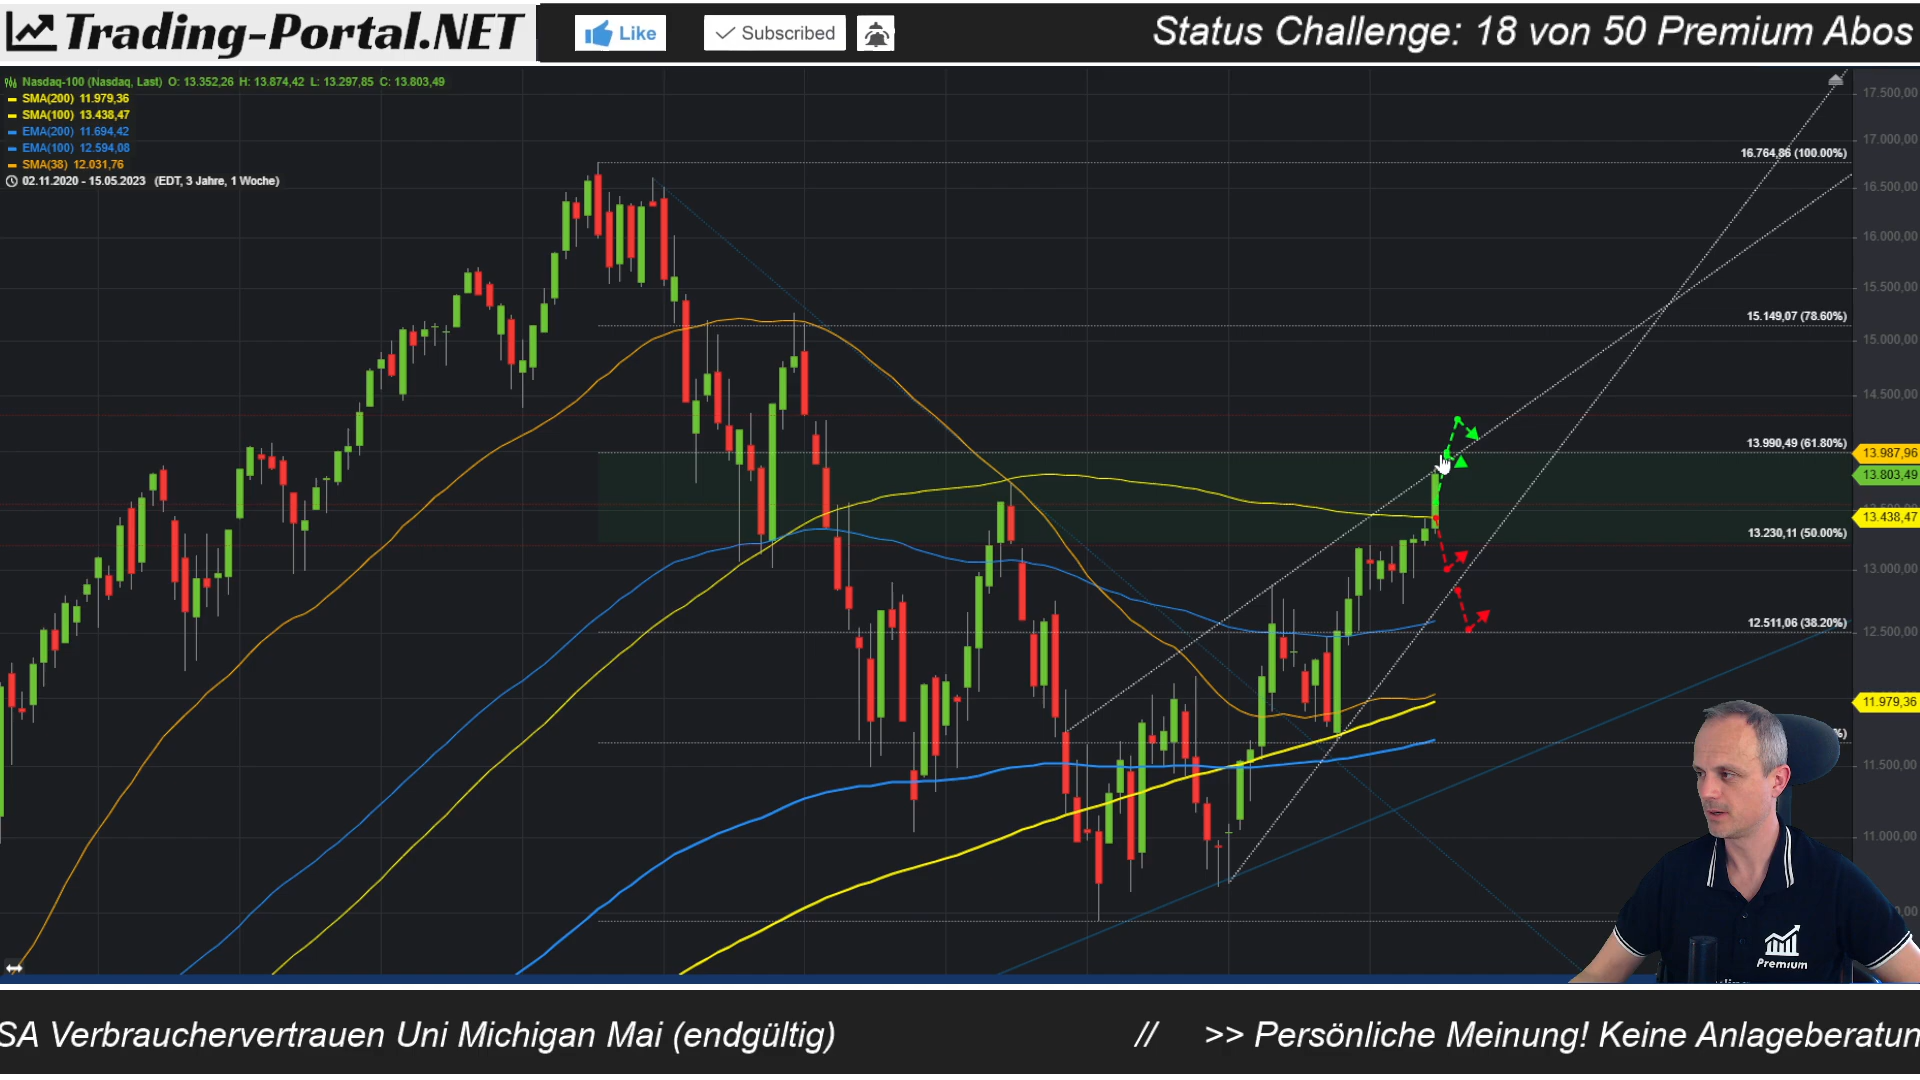 Trading-Portal.NET
Like
Subscribed
Status Challenge: 18 von 50 Premium Abos
Nasdaq-100 (Nasdaq, Last) O: 13.352,26 H: 13.874,42 L: 13.297,85 C: 13.803,49
SMA(200) 11.979,36
SMA(100) 13.438,47
EMA(200) 11.694,42
EMA(100) 12.594,08
SMA(38) 12.031,76
02.11.2020 - 15.05.2023 (EDT, 3 Jahre, 1 Woche)
17.500,00
17.000,00
16.764,86 (100.00%)
16.500,00
16.000,00
15.500,00
15.149,07 (78.60%)
15.000,00
14.500,00
13.990,49 (61.80%)
13.987,96
13.803,49
13.438,47
13.230,11 (50.00%)
13.000,00
12.511,06 (38.20%)
12.500,00
11.979,36
%)
11.500,00
11.000,00
00,00
Premium
SA Verbrauchervertrauen Uni Michigan Mai (endgültig) // >> Persönliche Meinung! Keine Anlageberatun